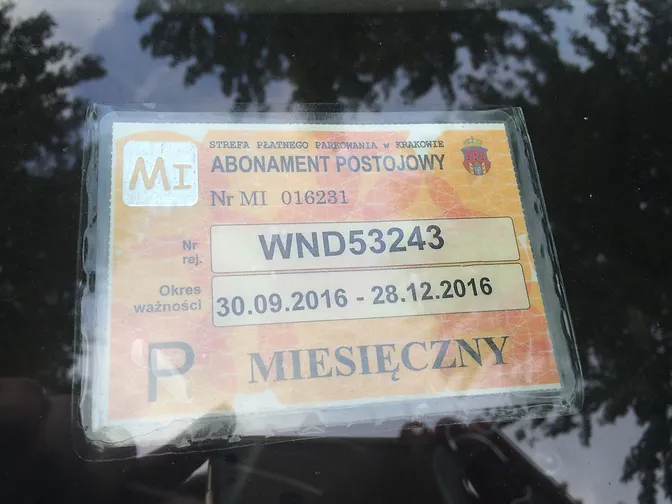 STREFA PŁATNEGO PARKOWANIA W KRAKOWIE
MI
ABONAMENT POSTOJOWY
Nr MI 016231
Nr rej.
WND53243
Okres ważności
30.09.2016 - 28.12.2016
P
MIESIĘCZNY